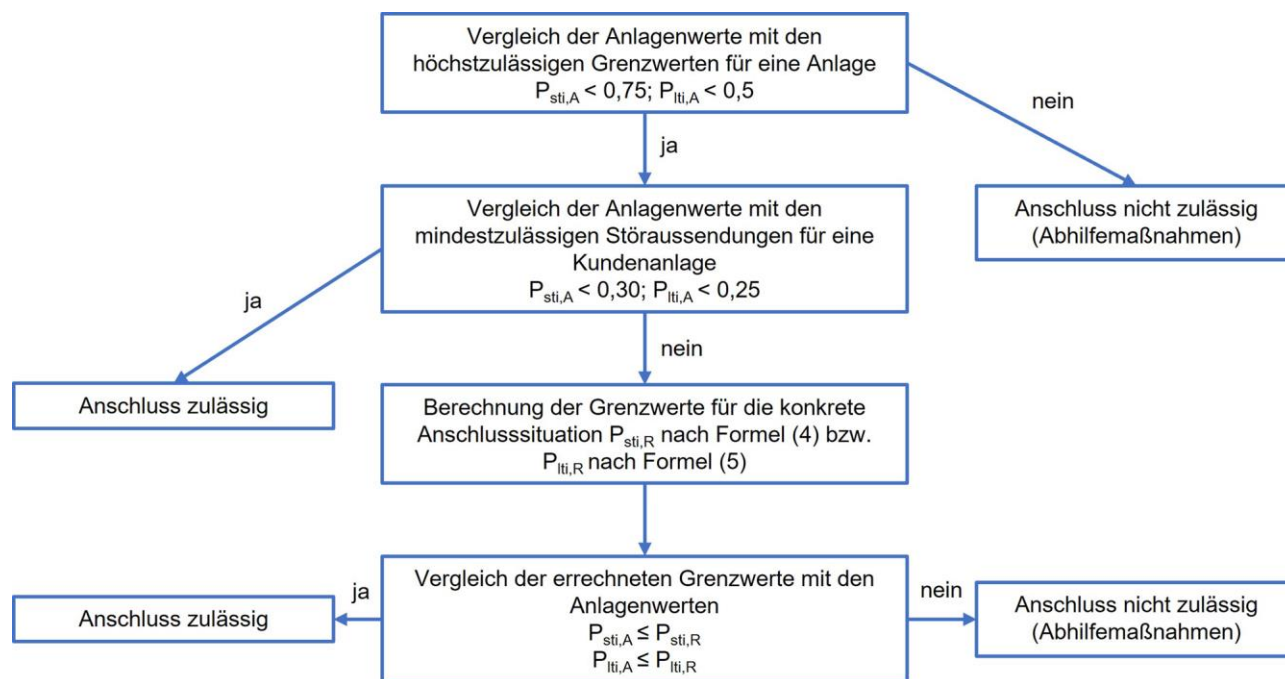 Vergleich der Anlagenwerte mit den
höchstzulässigen Grenzwerten für eine Anlage
Psti,A < 0,75; Plti,A < 0,5
nein
ja
Vergleich der Anlagenwerte mit den
mindestzulässigen Störaussendungen für eine
Kundenanlage
Psti,A < 0,30; Plti,A < 0,25
Anschluss nicht zulässig
(Abhilfemaßnahmen)
ja
nein
Anschluss zulässig
Berechnung der Grenzwerte für die konkrete
Anschlusssituation Psti,R nach Formel (4) bzw.
Plti,R nach Formel (5)
Vergleich der errechneten Grenzwerte mit den
Anlagenwerten
Psti,A ≤ Psti,R
Plti,A ≤ Plti,R
ja
Anschluss zulässig
nein
Anschluss nicht zulässig
(Abhilfemaßnahmen)